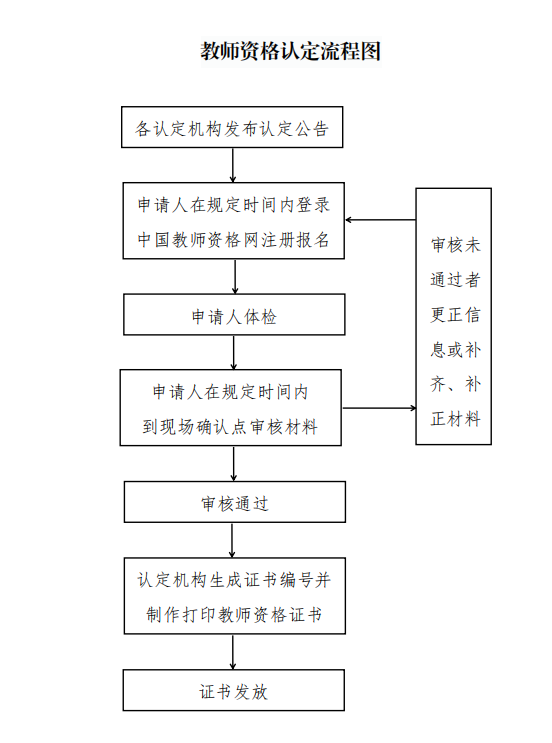 教师资格认定流程图
各认定机构发布认定公告
申请人在规定时间内登录
中国教师资格网注册报名
申请人体检
申请人在规定时间内
到现场确认点审核材料
审核未
通过者
更正信
息或补
齐、补
正材料
审核通过
认定机构生成证书编号并
制作打印教师资格证书
证书发放